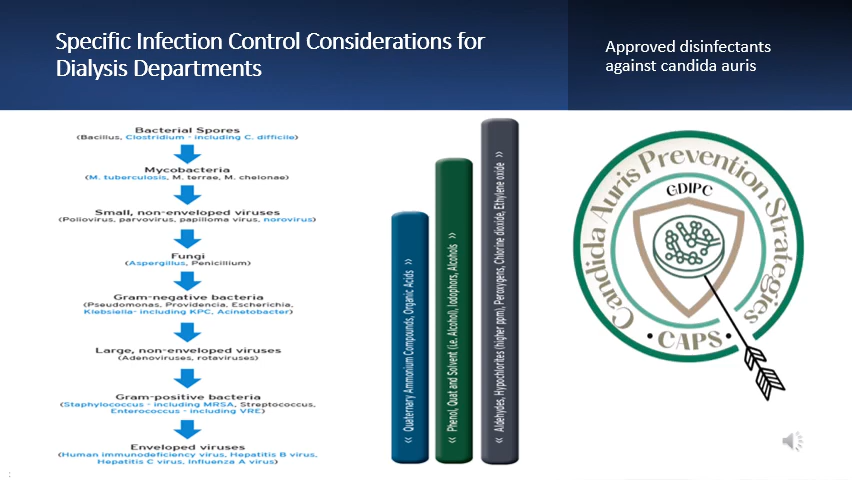 Specific Infection Control Considerations for
Dialysis Departments
Approved disinfectants
against candida auris
Bacterial Spores
(Bacillus, Clostridium - including C. difficile)
Mycobacteria
(M. tuberculosis, M. terrae, M. chelonae)
Small, non-enveloped viruses
(Poliovirus, parvovirus, papilloma virus, norovirus)
Fungi
(Aspergillus, Penicillium)
Gram-negative bacteria
(Pseudomonas, Providencia, Escherichia,
Klebsiella- including KPC, Acinetobacter)
Large, non-enveloped viruses
(Adenoviruses, rotaviruses)
Gram-positive bacteria
(Staphylococcus - including MRSA, Streptococcus,
Enterococcus - including VRE)
Enveloped viruses
(Human immunodeficiency virus, Hepatitis B virus,
Hepatitis C virus, Influenza A virus)
<< Quaternary Ammonium Compounds, Organic Acids >>
<< Phenol, Quat and Solvent (i.e. Alcohol), Iodophors, Alcohols >>
<< Aldehydes, Hypochlorites (higher ppm), Peroxygens, Chlorine dioxide, Ethylene oxide >>
Candida Auris Prevention Strategies
GDIPC
• CAPS •